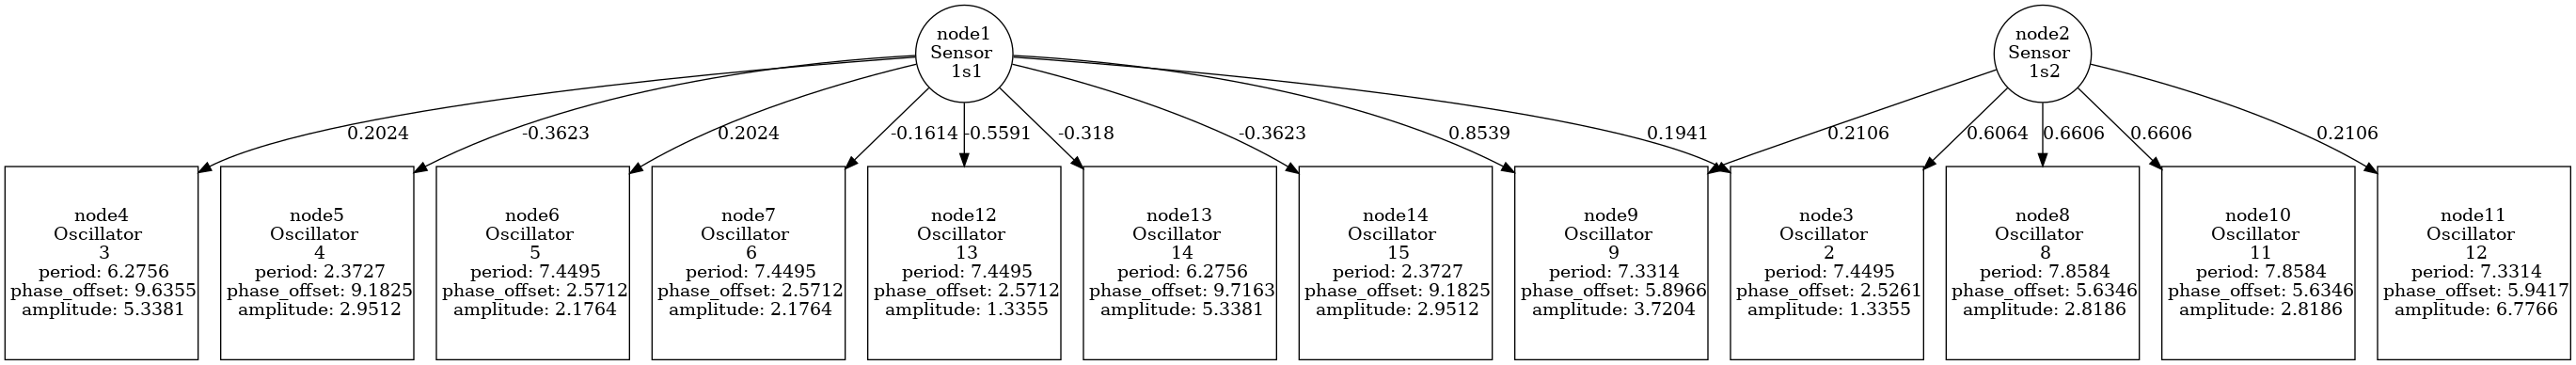 node1
Sensor
1s1
node2
Sensor
1s2
0.2024
-0.3623
0.2024
-0.1614
-0.5591
-0.318
-0.3623
0.8539
0.1941
0.2106
0.6064
0.6606
0.6606
0.2106
node4
Oscillator
3
period: 6.2756
phase_offset: 9.6355
amplitude: 5.3381
node5
Oscillator
4
period: 2.3727
phase_offset: 9.1825
amplitude: 2.9512
node6
Oscillator
5
period: 7.4495
phase_offset: 2.5712
amplitude: 2.1764
node7
Oscillator
6
period: 7.4495
phase_offset: 2.5712
amplitude: 2.1764
node12
Oscillator
13
period: 7.4495
phase_offset: 2.5712
amplitude: 1.3355
node13
Oscillator
14
period: 6.2756
phase_offset: 9.7163
amplitude: 5.3381
node14
Oscillator
15
period: 2.3727
phase_offset: 9.1825
amplitude: 2.9512
node9
Oscillator
9
period: 7.3314
phase_offset: 5.8966
amplitude: 3.7204
node3
Oscillator
2
period: 7.4495
phase_offset: 2.5261
amplitude: 1.3355
node8
Oscillator
8
period: 7.8584
phase_offset: 5.6346
amplitude: 2.8186
node10
Oscillator
11
period: 7.8584
phase_offset: 5.6346
amplitude: 2.8186
node11
Oscillator
12
period: 7.3314
phase_offset: 5.9417
amplitude: 6.7766